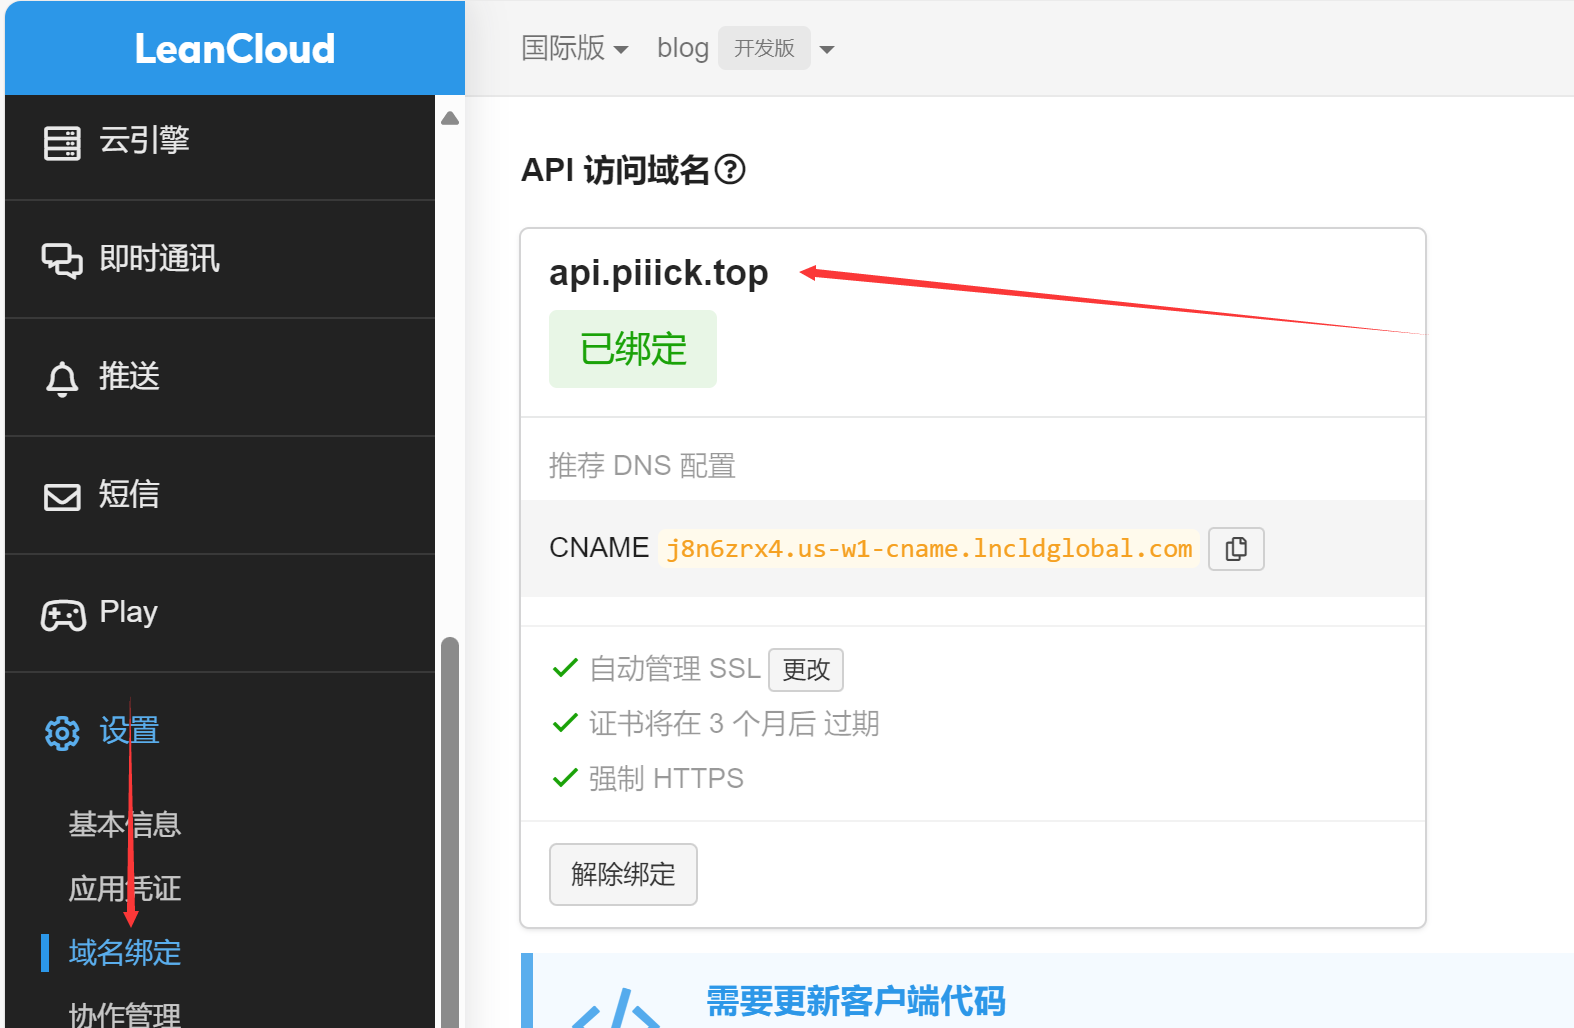 LeanCloud
国际版
blog
开发版
云引擎
即时通讯
推送
短信
Play
设置
基本信息
应用凭证
域名绑定
协作管理
API 访问域名?
api.piiick.top
已绑定
推荐 DNS 配置
CNAME j8n6zrx4.us-w1-cname.lncldglobal.com
自动管理 SSL 更改
证书将在 3 个月后 过期
强制 HTTPS
解除绑定
需要更新客户端代码